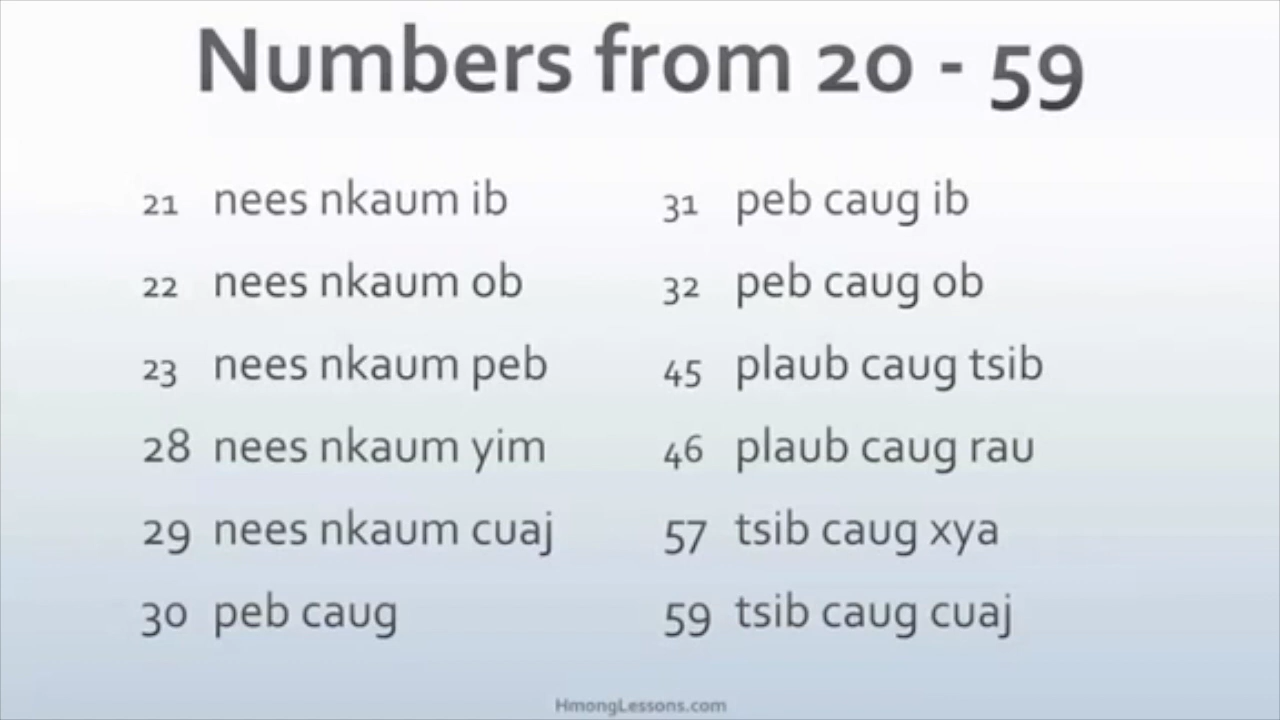 Numbers from 20 - 59
21 nees nkaum ib
22 nees nkaum ob
23 nees nkaum peb
28 nees nkaum yim
29 nees nkaum cuaj
30 peb caug
31 peb caug ib
32 peb caug ob
45 plaub caug tsib
46 plaub caug rau
57 tsib caug xya
59 tsib caug cuaj
HmongLessons.com